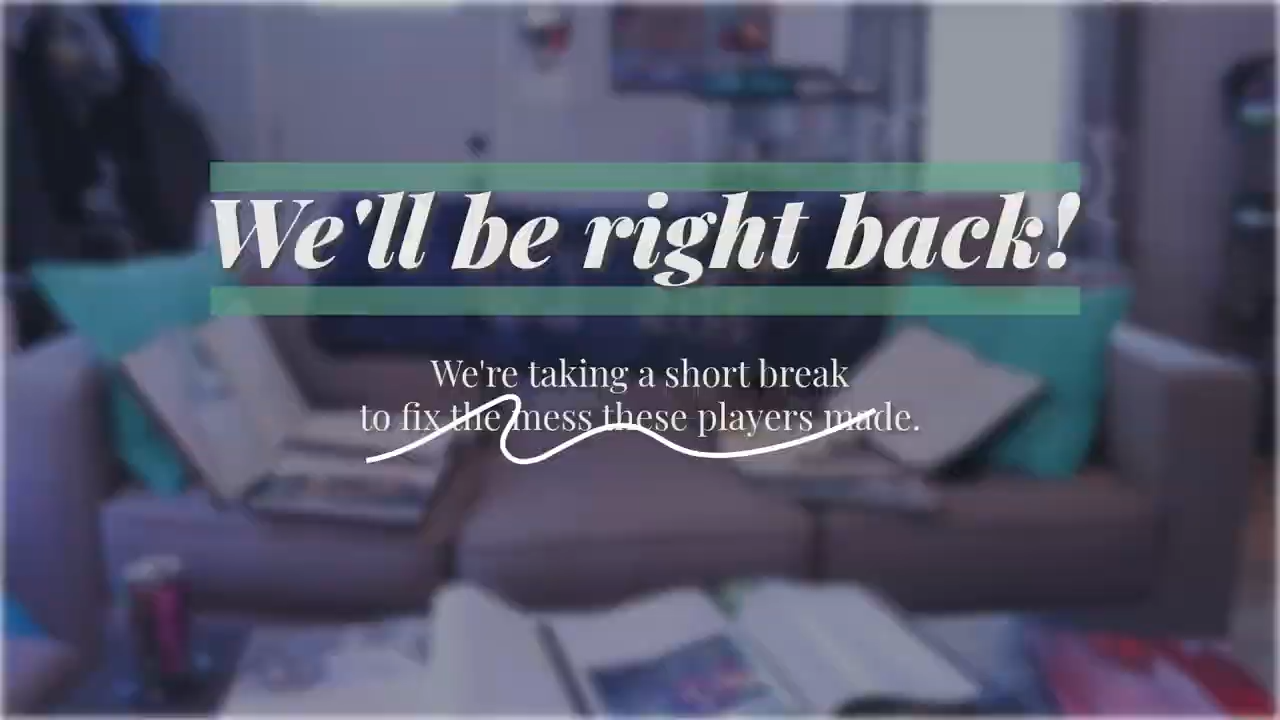 We'll be right back!
We're taking a short break
to fix the mess these players made.